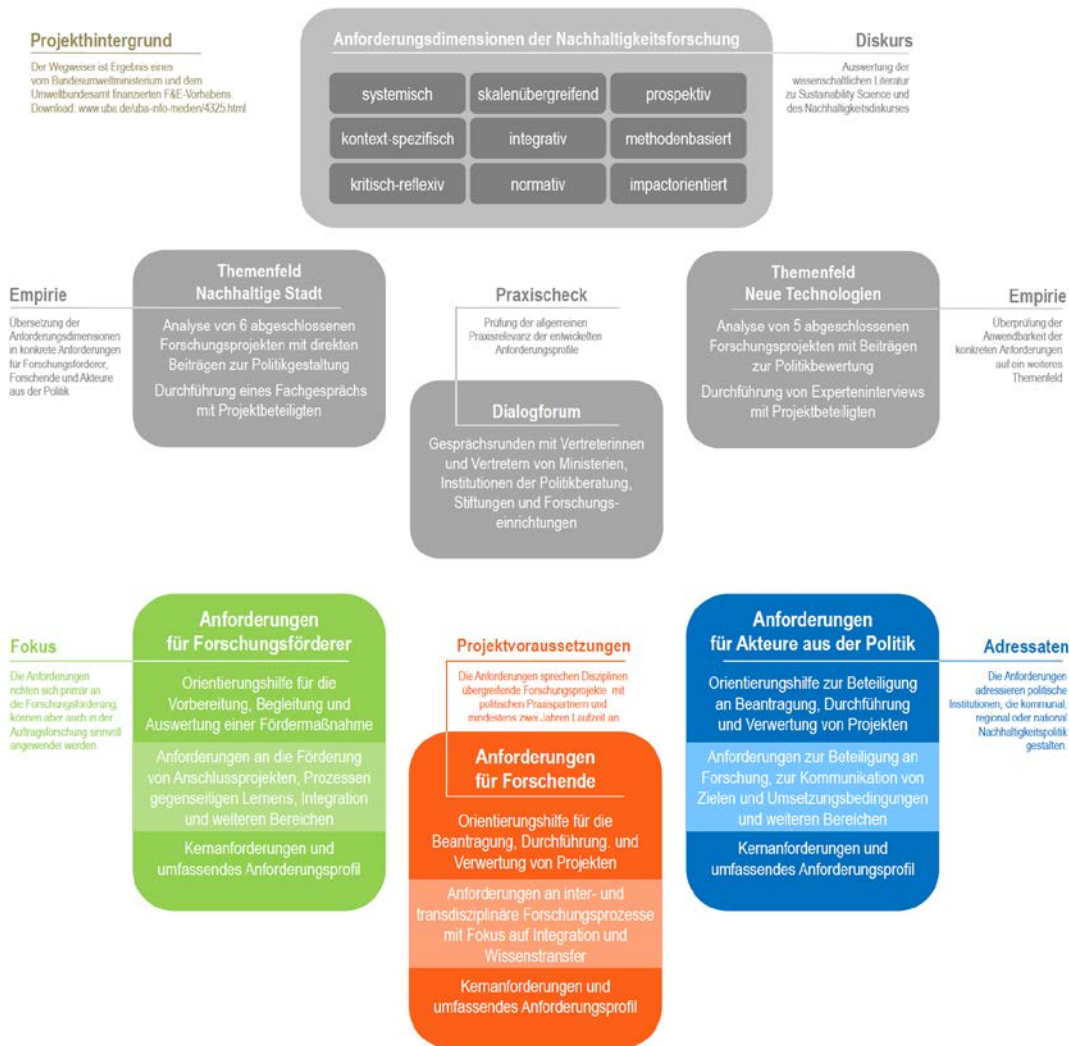 Projekthintergrund
Der Wegweiser ist Ergebnis eines
vom Bundesumweltministerium und dem
Umweltbundesamt finanzierten F&E-Vorhabens.
Download: www.uba.de/uba-info-medien/4325.html
Anforderungsdimensionen der Nachhaltigkeitsforschung
systemisch
skalenübergreifend
prospektiv
kontext-spezifisch
integrativ
methodenbasiert
kritisch-reflexiv
normativ
impactorientiert
Diskurs
Auswertung der
wissenschaftlichen Literatur
zu Sustainability Science und
des Nachhaltigkeitsdiskurses
Empirie
Übersetzung der
Anforderungsdimensionen
in konkrete Anforderungen
für Forschungsförderer,
Forschende und Akteure
aus der Politik
Themenfeld
Nachhaltige Stadt
Analyse von 6 abgeschlossenen
Forschungsprojekten mit direkten
Beiträgen zur Politikgestaltung
Durchführung eines Fachgesprächs
mit Projektbeteiligten
Praxischeck
Prüfung der allgemeinen
Praxisrelevanz der entwickelten
Anforderungsprofile
Dialogforum
Gesprächsrunden mit Vertreterinnen
und Vertretern von Ministerien,
Institutionen der Politikberatung,
Stiftungen und Forschungs-
einrichtungen
Themenfeld
Neue Technologien
Analyse von 5 abgeschlossenen
Forschungsprojekten mit Beiträgen
zur Politikbewertung
Durchführung von Experteninterviews
mit Projektbeteiligten
Empirie
Überprüfung der
Anwendbarkeit der
konkreten Anforderungen
auf ein weiteres
Themenfeld
Fokus
Die Anforderungen
richten sich primär an
die Forschungsförderung,
können aber auch in der
Auftragsforschung sinnvoll
angewendet werden.
Anforderungen
für Forschungsförderer
Orientierungshilfe für die
Vorbereitung, Begleitung und
Auswertung einer Fördermaßnahme
Anforderungen an die Förderung
von Anschlussprojekten, Prozessen
gegenseitigen Lernens, Integration
und weiteren Bereichen
Kernanforderungen und
umfassendes Anforderungsprofil
Projektvoraussetzungen
Die Anforderungen sprechen Disziplinen
übergreifende Forschungsprojekte mit
politischen Praxispartnern und
mindestens zwei Jahren Laufzeit an
Anforderungen
für Forschende
Orientierungshilfe für die
Beantragung, Durchführung. und
Verwertung von Projekten
Anforderungen an inter- und
transdisziplinäre Forschungsprozesse
mit Fokus auf Integration und
Wissenstransfer
Kernanforderungen und
umfassendes Anforderungsprofil
Anforderungen
für Akteure aus der Politik
Orientierungshilfe zur Beteiligung
an Beantragung, Durchführung
und Verwertung von Projekten
Anforderungen zur Beteiligung an
Forschung, zur Kommunikation von
Zielen und Umsetzungsbedingungen
und weiteren Bereichen
Kernanforderungen und
umfassendes Anforderungsprofil
Adressaten
Die Anforderungen
adressieren politische
Institutionen, die kommunal,
regional oder national
Nachhaltigkeitspolitik
gestalten.